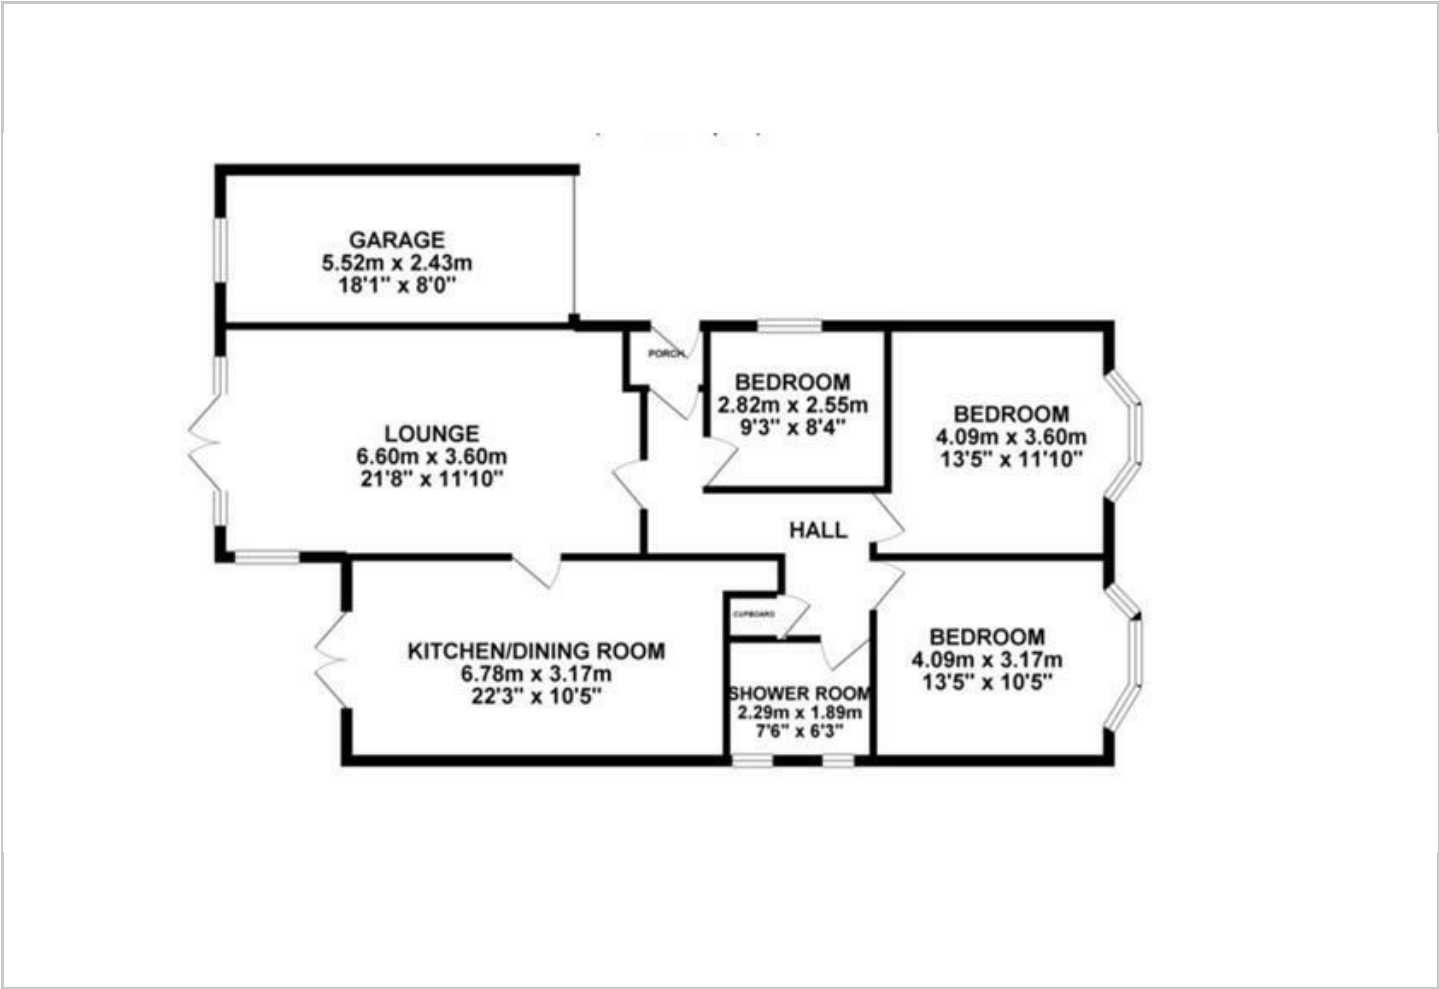 GARAGE
5.52m x 2.43m
18'1" x 8'0"
PORCH
BEDROOM
2.82m x 2.55m
9'3" x 8'4"
BEDROOM
4.09m x 3.60m
13'5" x 11'10"
LOUNGE
6.60m x 3.60m
21'8" x 11'10"
HALL
CUPBOARD
KITCHEN/DINING ROOM
6.78m x 3.17m
22'3" x 10'5"
BEDROOM
4.09m x 3.17m
13'5" x 10'5"
SHOWER ROOM
2.29m x 1.89m
7'6" x 6'3"